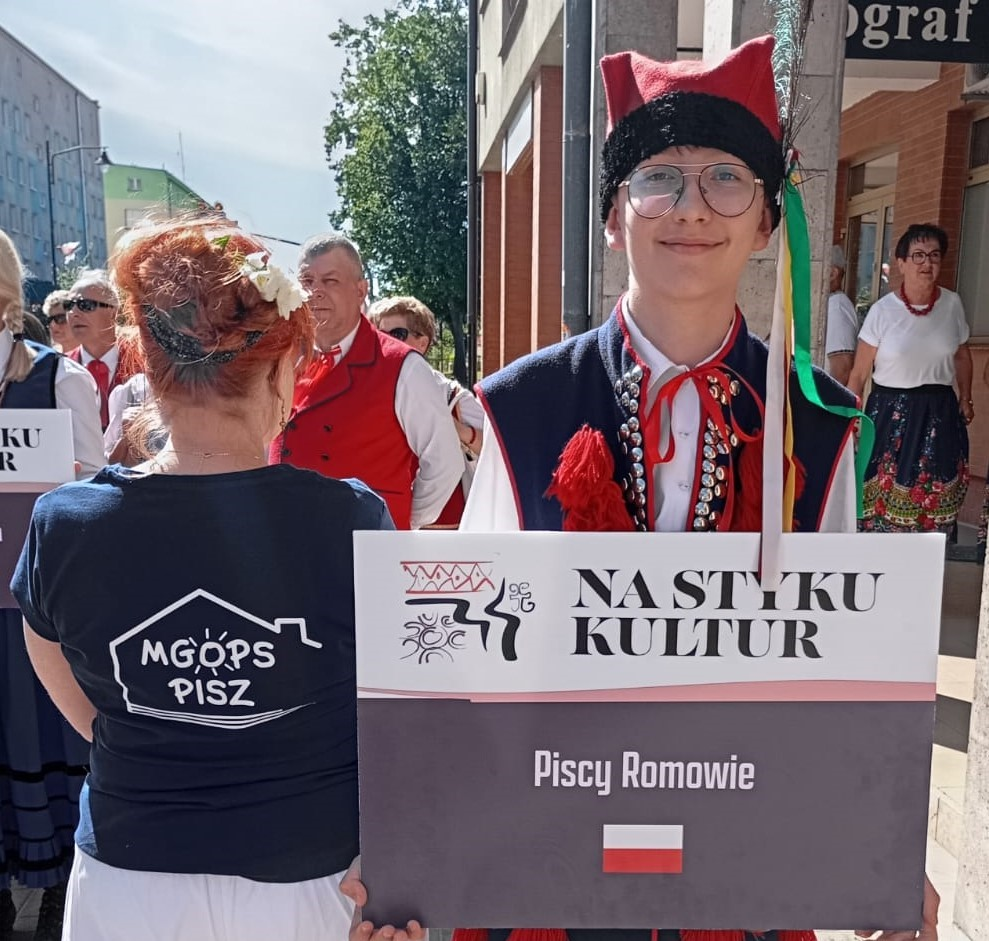 ograf
KU
R
MGOPS
PISZ
NA STYKU
KULTUR
Piscy Romowie